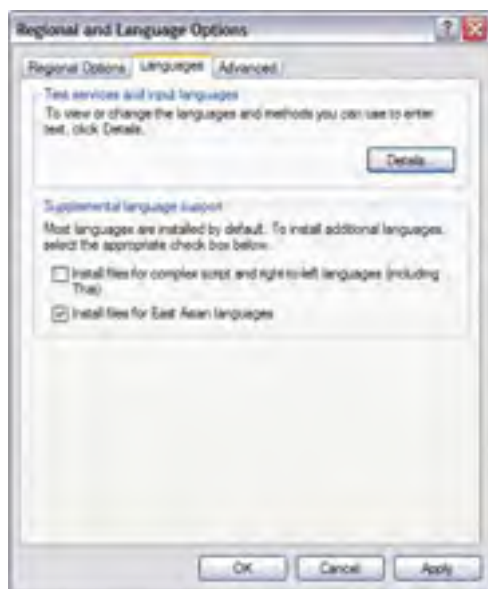 Regional and Language Options
Regional Options Languages Advanced
Text services and input languages
To view or change the languages and methods you can use to enter
text, click Details.
Details...
Supplemental language support
Most languages are installed by default. To install additional languages,
select the appropriate check box below.
Install files for complex script and right-to-left languages (including
Thai)
Install files for East Asian languages
OK Cancel Apply